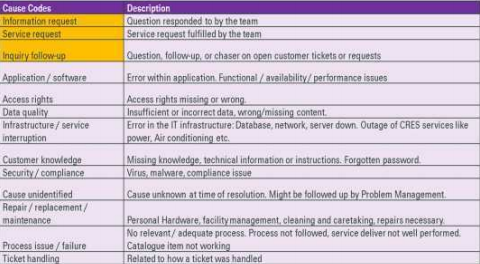 Cause Codes Description
Information request Question responded to by the team
Service request Service request fulfilled by the team
Inquiry follow-up Question, follow-up, or chaser on open customer tickets or requests
Application / software Error within application. Functional / availability / performance issues
Access rights Access rights missing or wrong.
Data quality Insufficient or incorrect data, wrong/missing content.
Infrastructure / service Error in the IT infrastructure: Database, network, server down. Outage of CRES services like
interruption power, Air conditioning etc.
Customer knowledge Missing knowledge, technical information or instructions. Forgotten password.
Security / compliance Virus, malware, compliance issue
Cause unidentified Cause unknown at time of resolution. Might be followed up by Problem Management.
Repair / replacement /
maintenance Personal Hardware, facility management, cleaning and caretaking, repairs necessary.
No relevant / adequate process. Process not followed, service deliver not well performed.
Process issue / failure Catalogue item not working
Ticket handling Related to how a ticket was handled